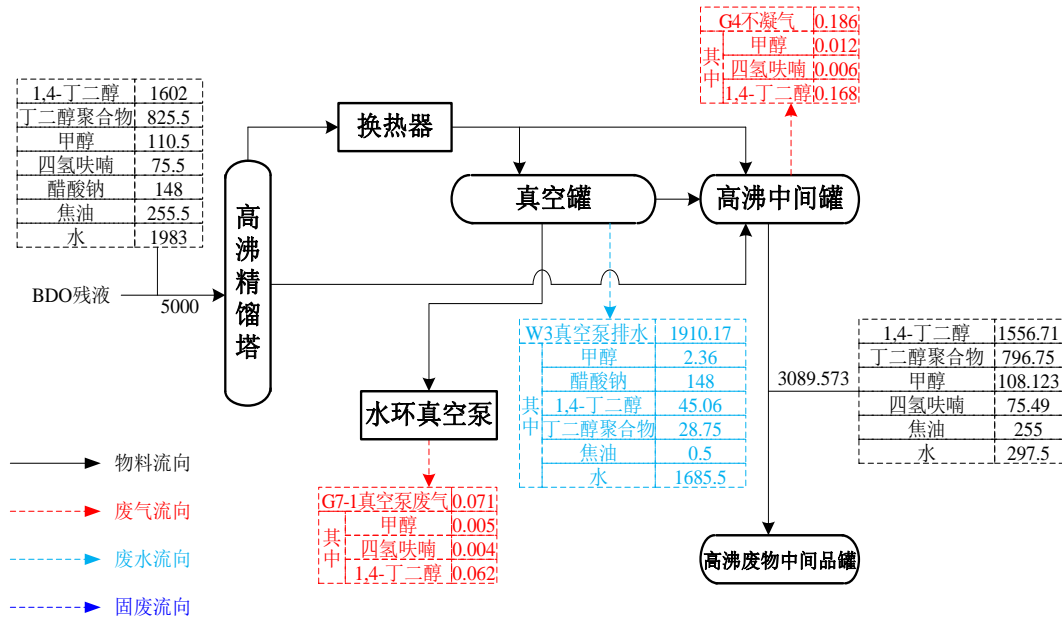 G4不凝气 0.186
其中
甲醇 0.012
四氢呋喃 0.006
1,4-丁二醇 0.168
1,4-丁二醇 1602
丁二醇聚合物 825.5
甲醇 110.5
四氢呋喃 75.5
醋酸钠 148
焦油 255.5
水 1983
换热器
真空罐
高沸中间罐
高沸精馏塔
BDO残液
5000
W3真空泵排水 1910.17
其中
甲醇 2.36
醋酸钠 148
1,4-丁二醇 45.06
丁二醇聚合物 28.75
焦油 0.5
水 1685.5
3089.573
1,4-丁二醇 1556.71
丁二醇聚合物 796.75
甲醇 108.123
四氢呋喃 75.49
焦油 255
水 297.5
水环真空泵
G7-1真空泵废气 0.071
其中
甲醇 0.005
四氢呋喃 0.004
1,4-丁二醇 0.062
高沸废物中间品罐
物料流向
废气流向
废水流向
固废流向